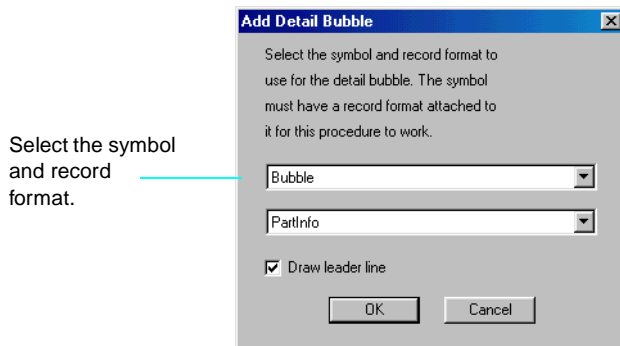 Add Detail Bubble
Select the symbol and record format to
use for the detail bubble. The symbol
must have a record format attached to
it for this procedure to work.
Select the symbol
and record
format.
Bubble
PartInfo
Draw leader line
OK
Cancel